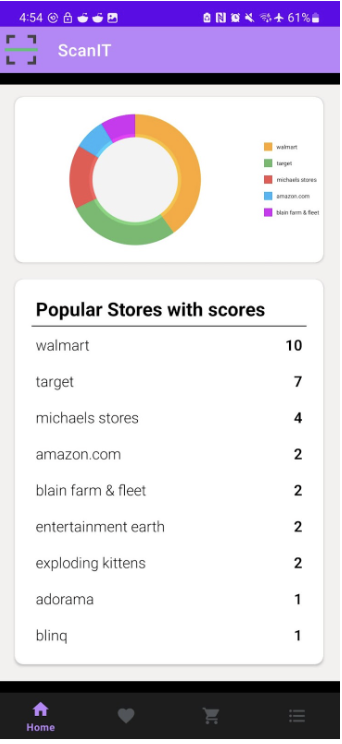 4:54
61%
ScanIT
walmart
target
michaels stores
amazon.com
blain farm & fleet
Popular Stores with scores
walmart 10
target 7
michaels stores 4
amazon.com 2
blain farm & fleet 2
entertainment earth 2
exploding kittens 2
adorama 1
blinq 1
Home